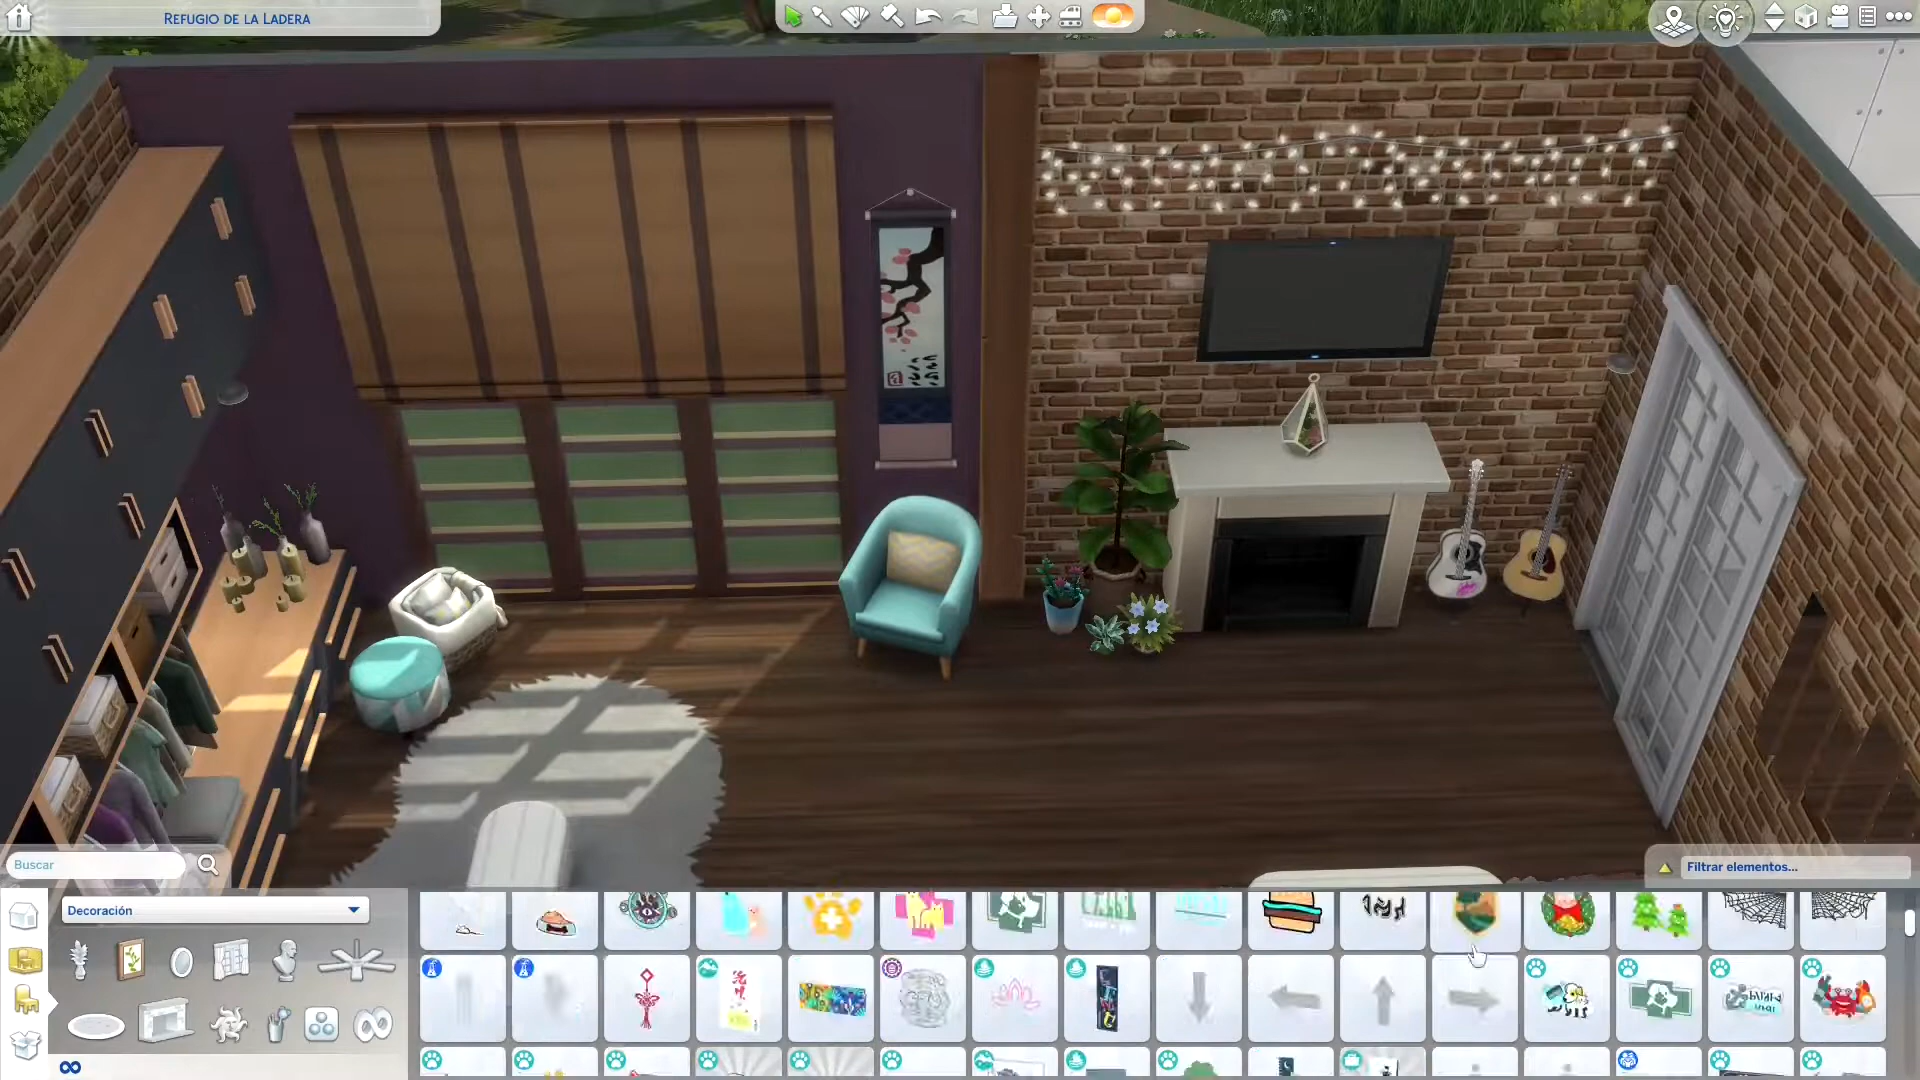 Refugio de la Ladera
Buscar
Filtrar elementos...
Decoración